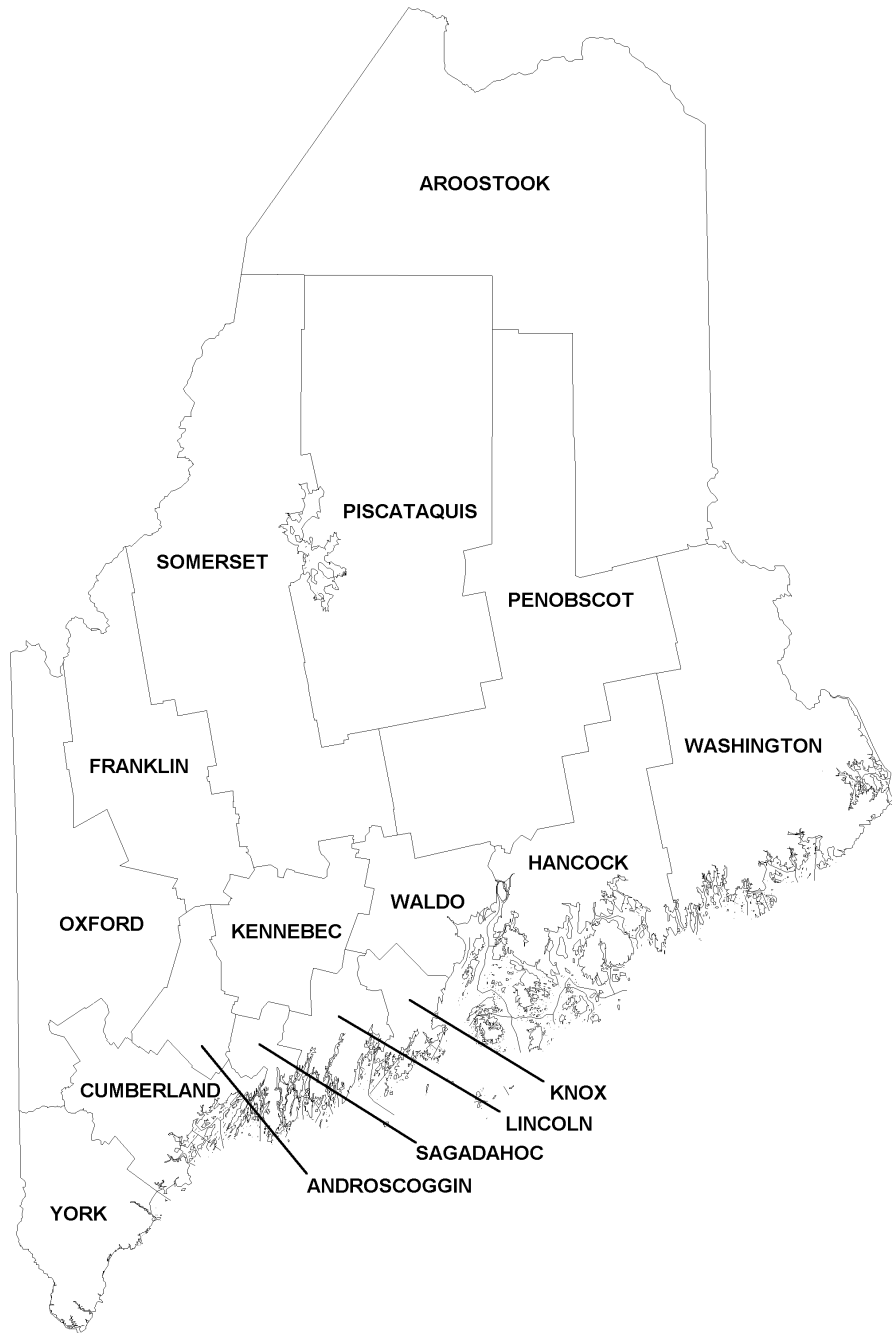 AROOSTOOK
PISCATAQUIS
SOMERSET
PENOBSCOT
WASHINGTON
FRANKLIN
HANCOCK
WALDO
OXFORD
KENNEBEC
CUMBERLAND
KNOX
LINCOLN
SAGADAHOC
ANDROSCOGGIN
YORK